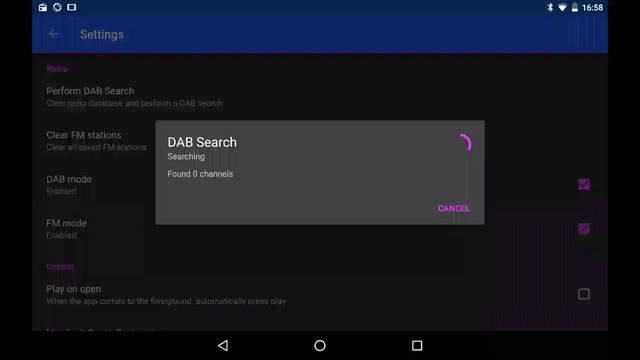 16:58
Settings
Radio
Perform DAB Search
Clear radio database and perform a DAB search
Clear FM stations
Clear all saved FM stations
DAB mode
Enabled
FM mode
Enabled
Control
Play on open
When the app comes to the foreground, automatically press play
DAB Search
Searching
Found 0 channels
CANCEL